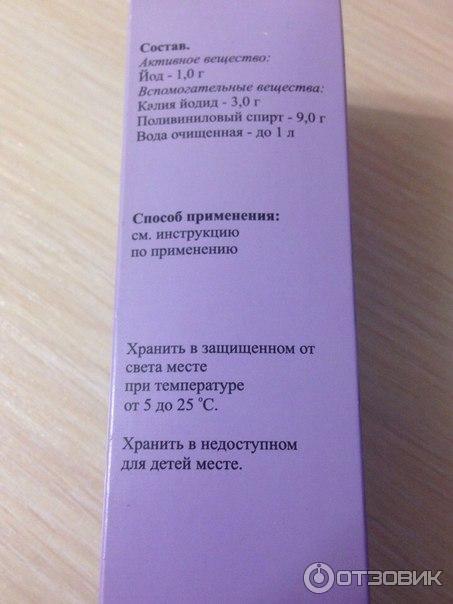 Состав.
Активное вещество:
Йод - 1,0 г
Вспомогательные вещества:
Калия йодид - 3,0 г
Поливиниловый спирт - 9,0 г
Вода очищенная - до 1 л
Способ применения:
см. инструкцию
по применению
Хранить в защищенном от
света месте
при температуре
от 5 до 25 °С.
Хранить в недоступном
для детей месте.
ОТЗОВИК